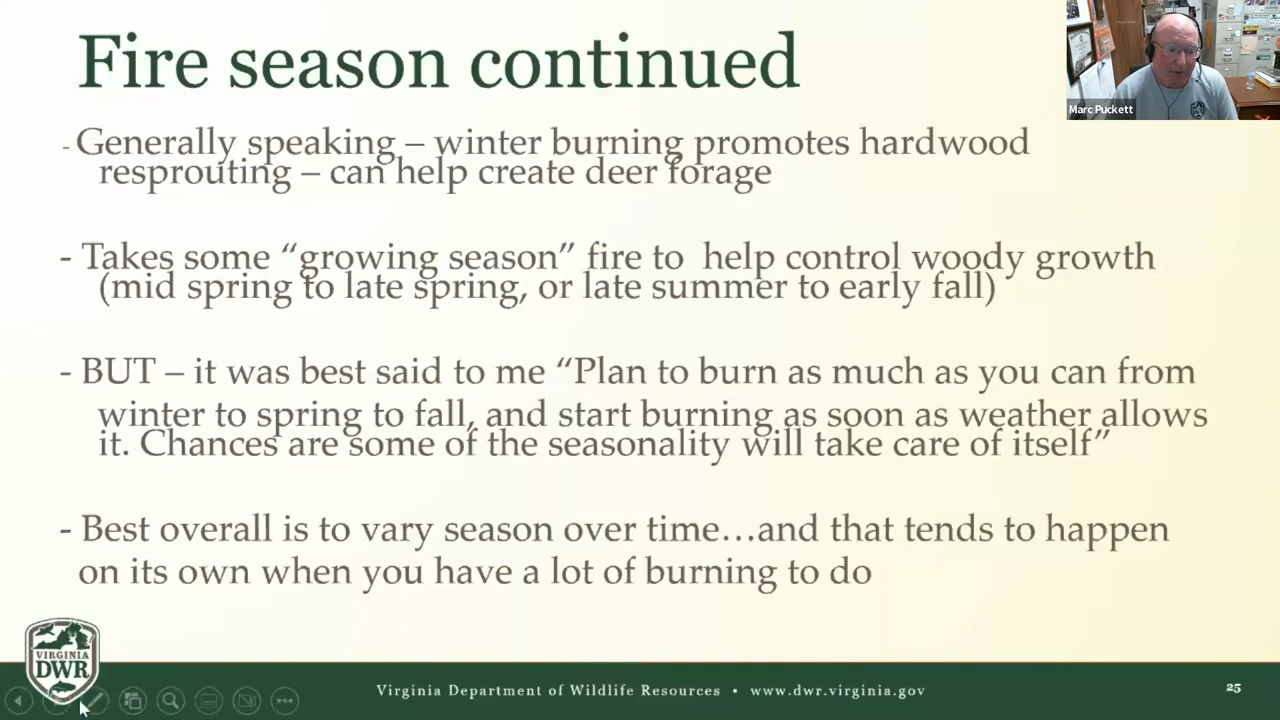 Fire season continued
Marc Puckett
- Generally speaking – winter burning promotes hardwood
resprouting – can help create deer forage
- Takes some “growing season” fire to help control woody growth
(mid spring to late spring, or late summer to early fall)
- BUT – it was best said to me “Plan to burn as much as you can from
winter to spring to fall, and start burning as soon as weather allows
it. Chances are some of the seasonality will take care of itself”
- Best overall is to vary season over time…and that tends to happen
on its own when you have a lot of burning to do
VIRGINIA
DWR
Virginia Department of Wildlife Resources • www.dwr.virginia.gov
25